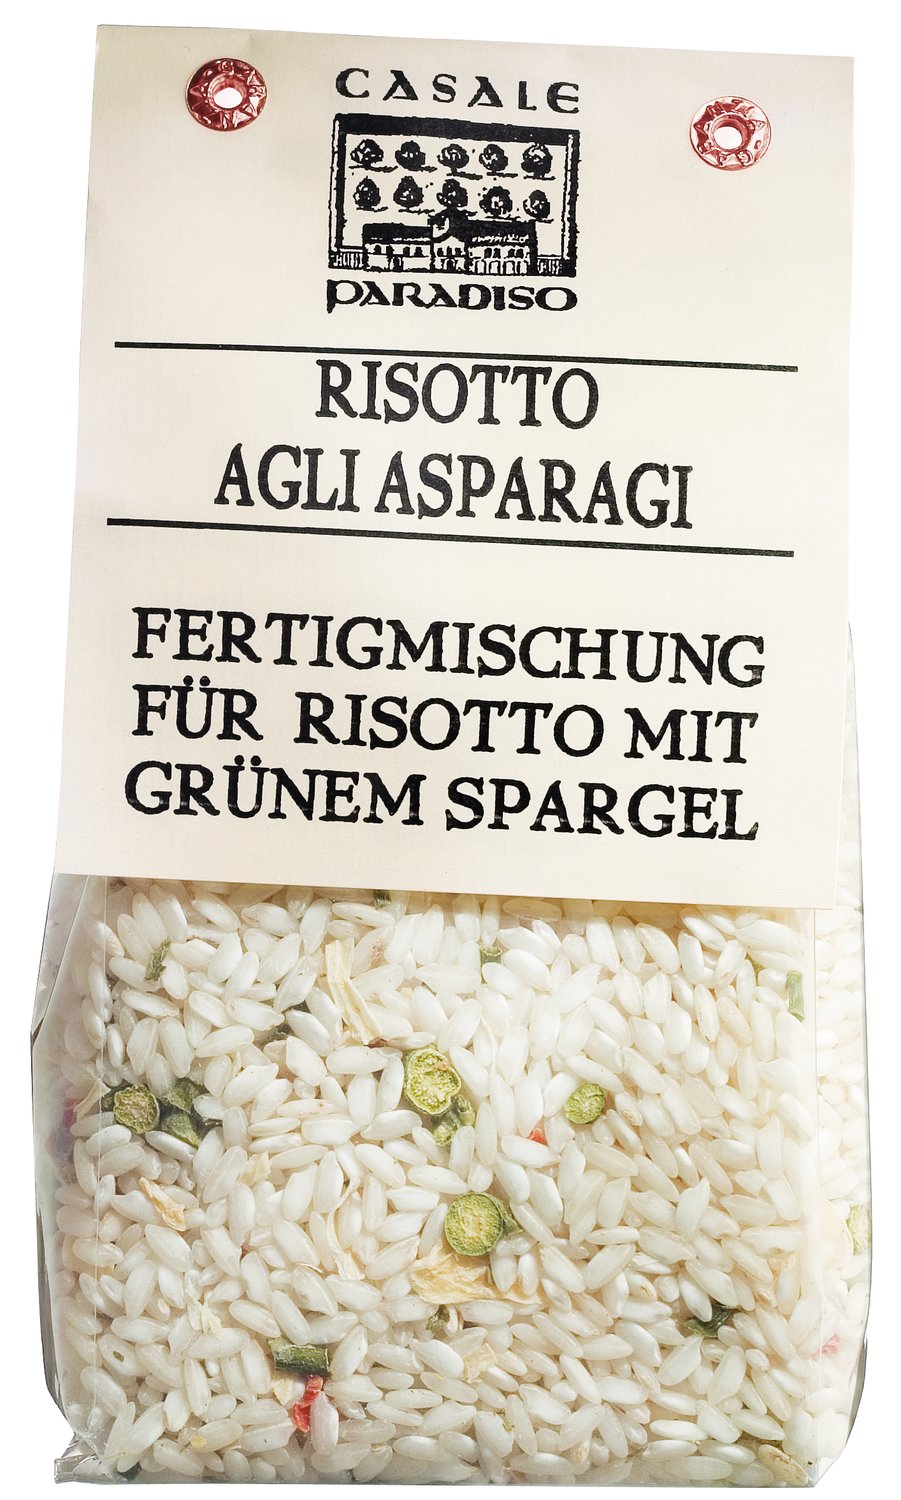 CASALE
PARADISO
RISOTTO
AGLI ASPARAGI
FERTIGMISCHUNG
FÜR RISOTTO MIT
GRÜNEM SPARGEL